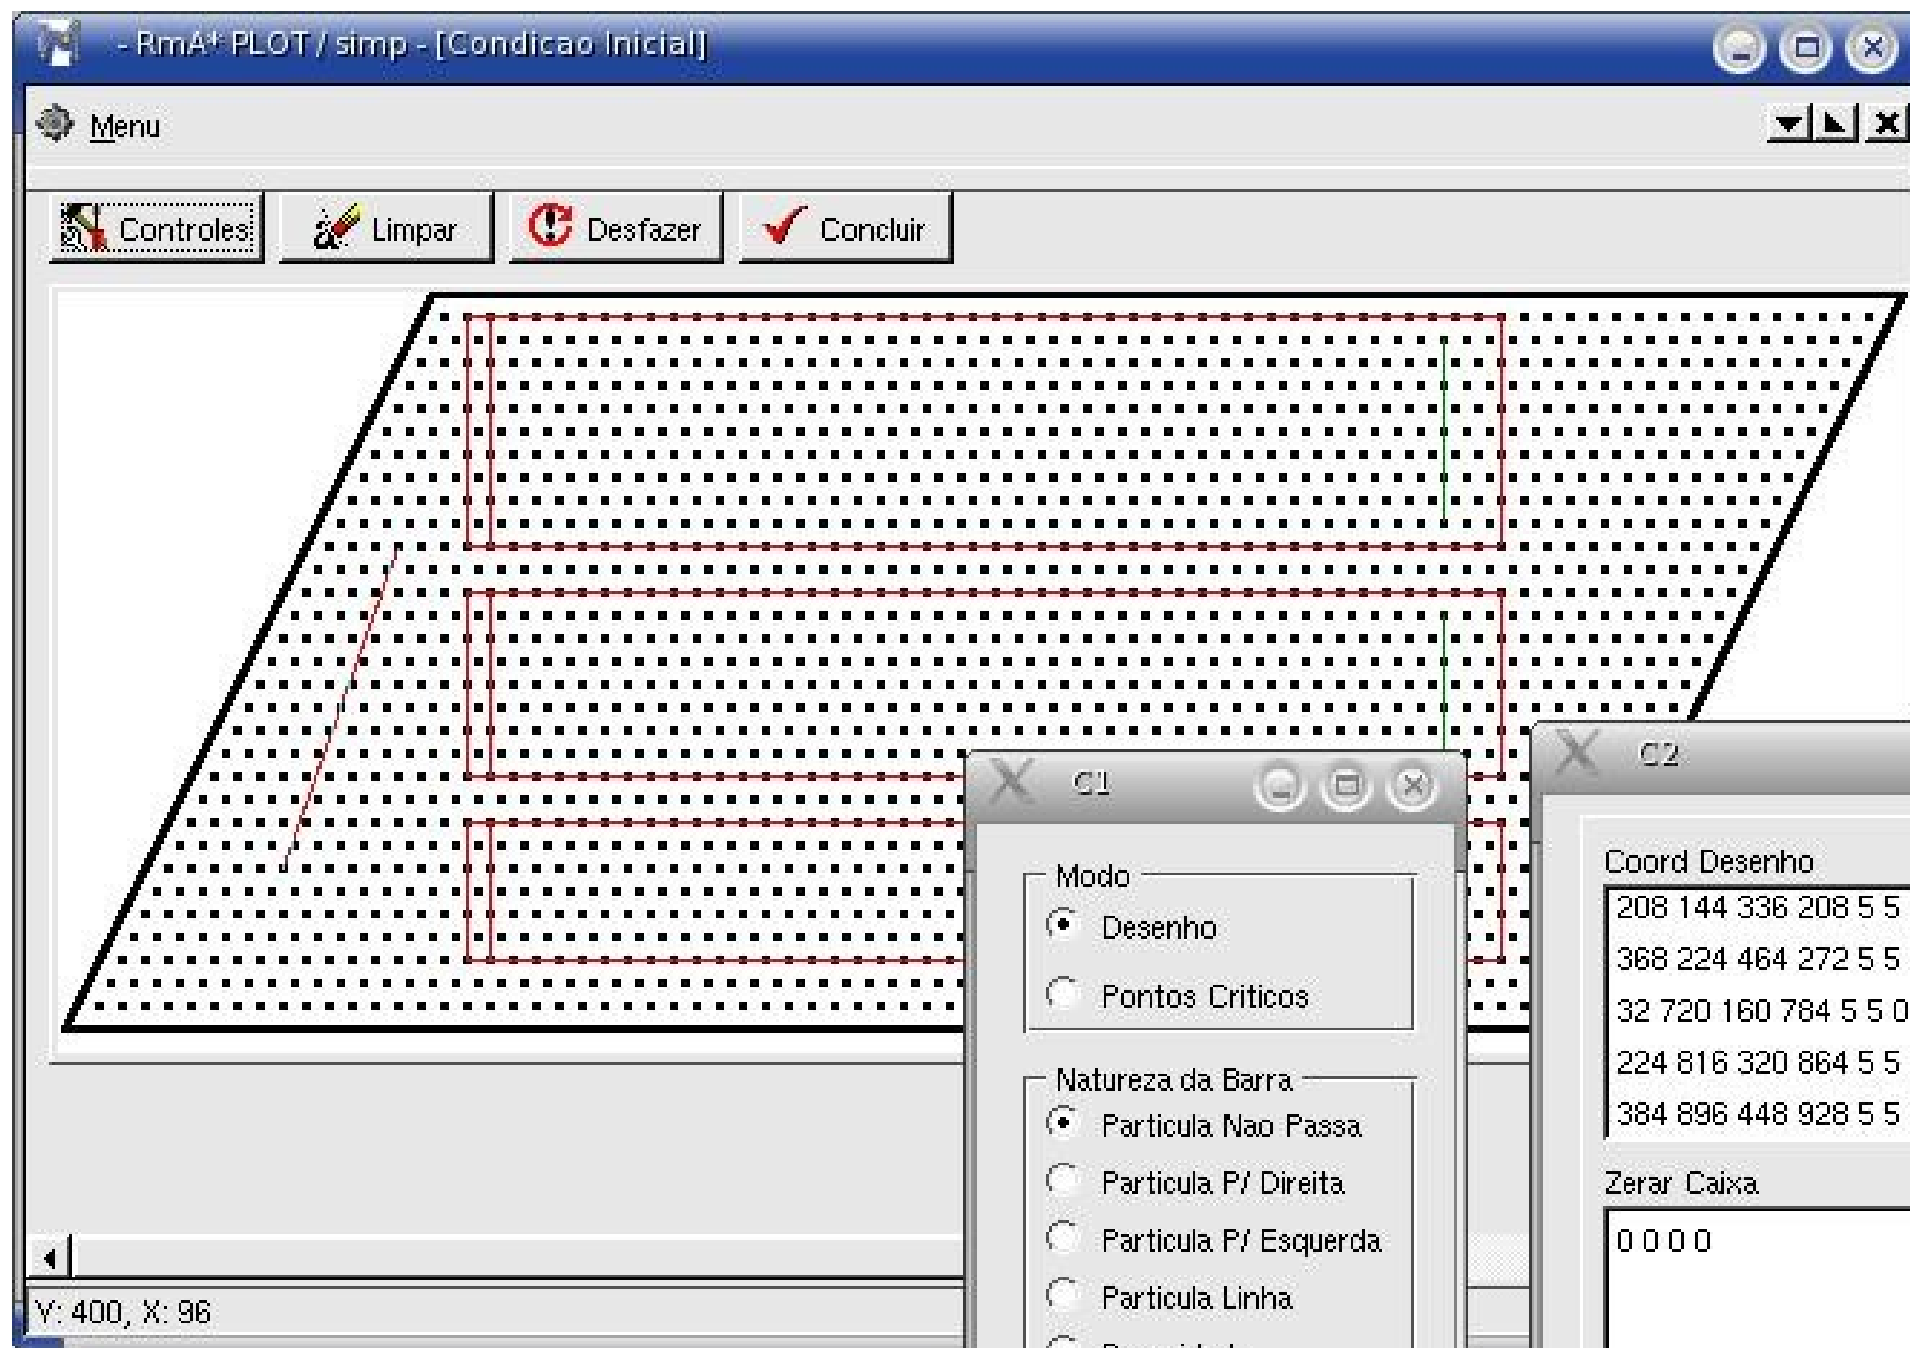 - RmA* PLOT / simp - [Condicao Inicial]
Menu
Controles Limpar Desfazer Concluir
C1
Modo
Desenho
Pontos Criticos
Natureza da Barra
Particula Nao Passa
Particula P/ Direita
Particula P/ Esquerda
Particula Linha
C2
Coord Desenho
208 144 336 208 5 5
368 224 464 272 5 5
32 720 160 784 5 5 0
224 816 320 864 5 5
384 896 448 928 5 5
Zerar Caixa
0 0 0 0
Y: 400, X: 96